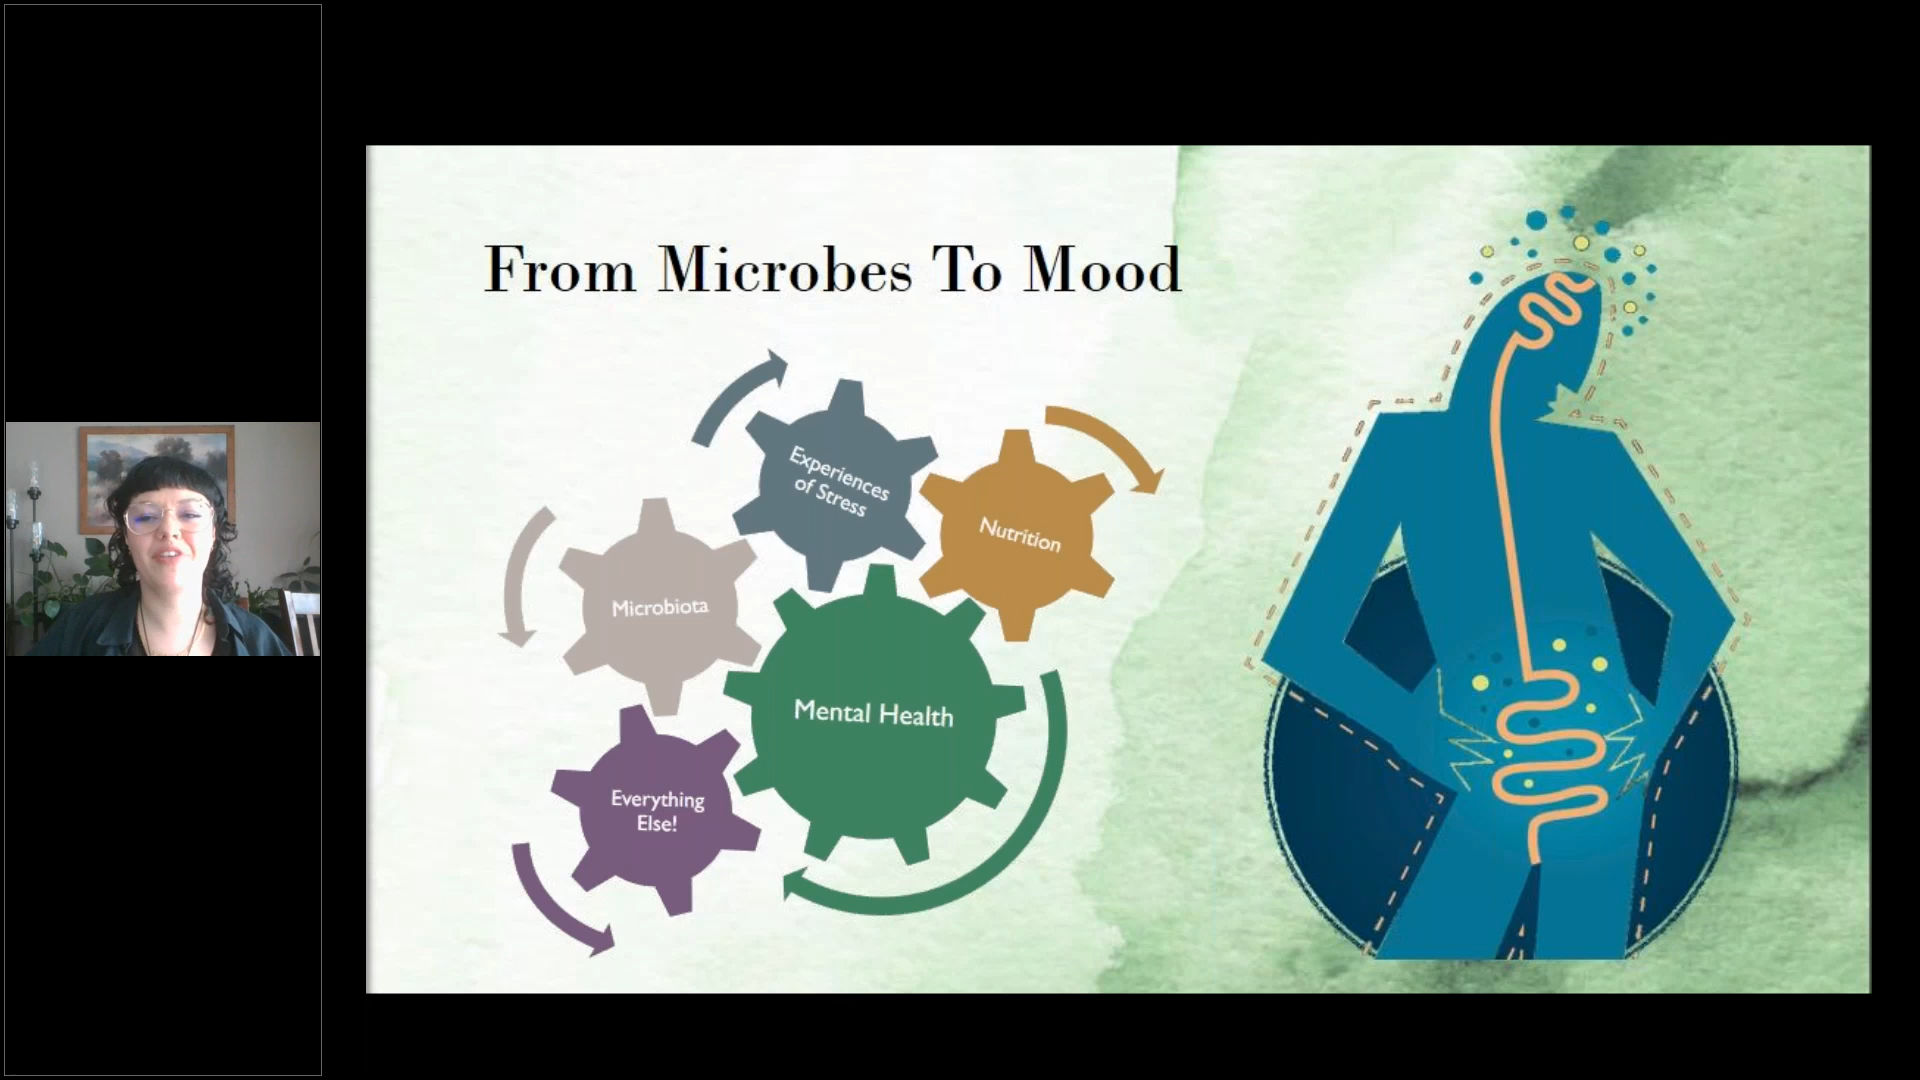 From Microbes To Mood
Experiences
of Stress
Nutrition
Microbiota
Mental Health
Everything
Else!